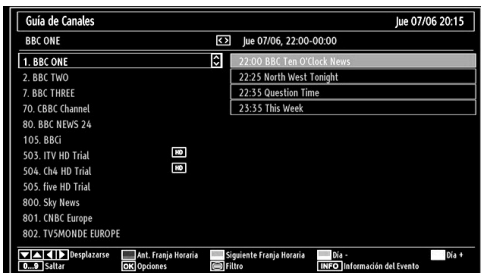 Guía de Canales Jue 07/06 20:15
BBC ONE <> Jue 07/06, 22:00-00:00
1. BBC ONE 22:00 BBC Ten O'Clock News
2. BBC TWO 22:25 North West Tonight
7. BBC THREE 22:35 Question Time
70. CBBC Channel 23:35 This Week
80. BBC NEWS 24
105. BBCi
503. ITV HD Trial HD
504. Ch4 HD Trial HD
505. five HD Trial
800. Sky News
801. CNBC Europe
802. TV5MONDE EUROPE
Desplazarse Ant. Franja Horaria Siguiente Franja Horaria Día - Día +
0...9 Saltar OK Opciones Filtro INFO Información del Evento